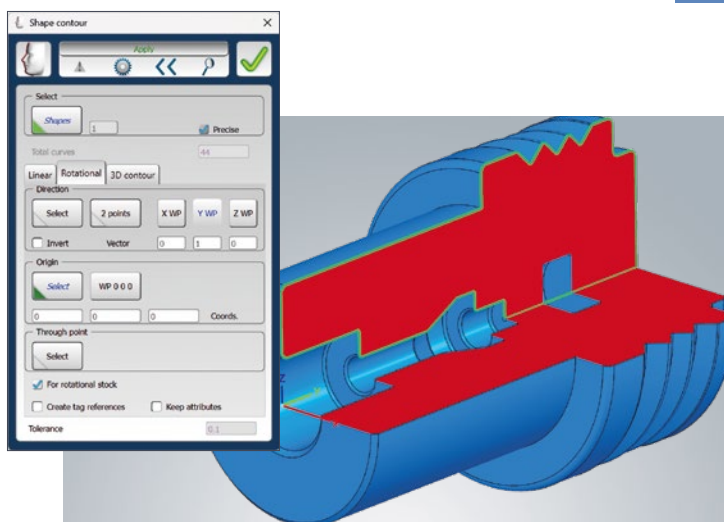 Shape contour
Apply
Select
Shapes 1 Precise
Total curves 44
Linear Rotational 3D contour
Direction
Select 2 points X WP Y WP Z WP
Invert Vector 0 1 0
Origin
Select WP 0 0 0
0 0 0 Coords.
Through point
Select
For rotational stock
Create tag references Keep attributes
Tolerance 0.1
Z